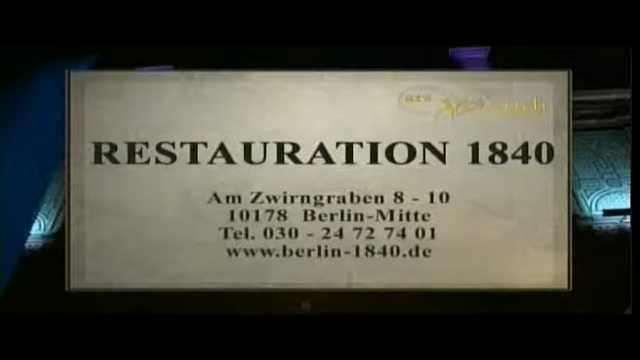 RESTAURATION 1840
Am Zwirngraben 8 - 10
10178 Berlin-Mitte
Tel. 030 - 24 72 74 01
www.berlin-1840.de